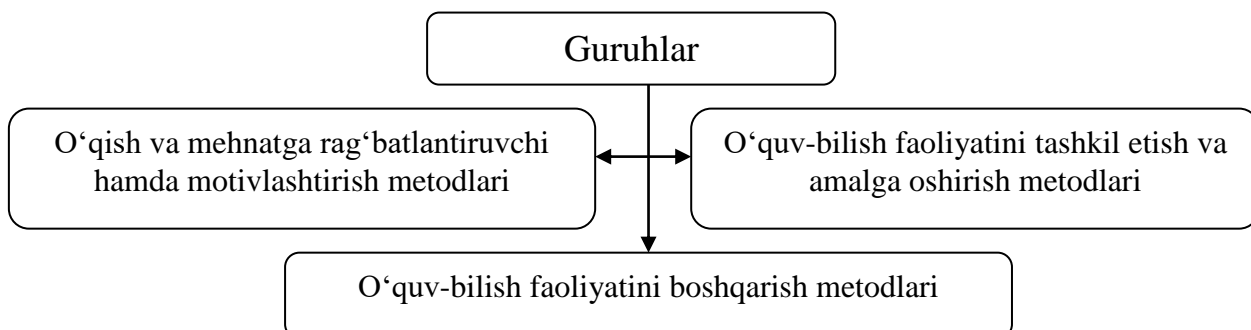 Guruhlar
O‘qish va mehnatga rag‘batlantiruvchi
hamda motivlashtirish metodlari
O‘quv-bilish faoliyatini tashkil etish va
amalga oshirish metodlari
O‘quv-bilish faoliyatini boshqarish metodlari